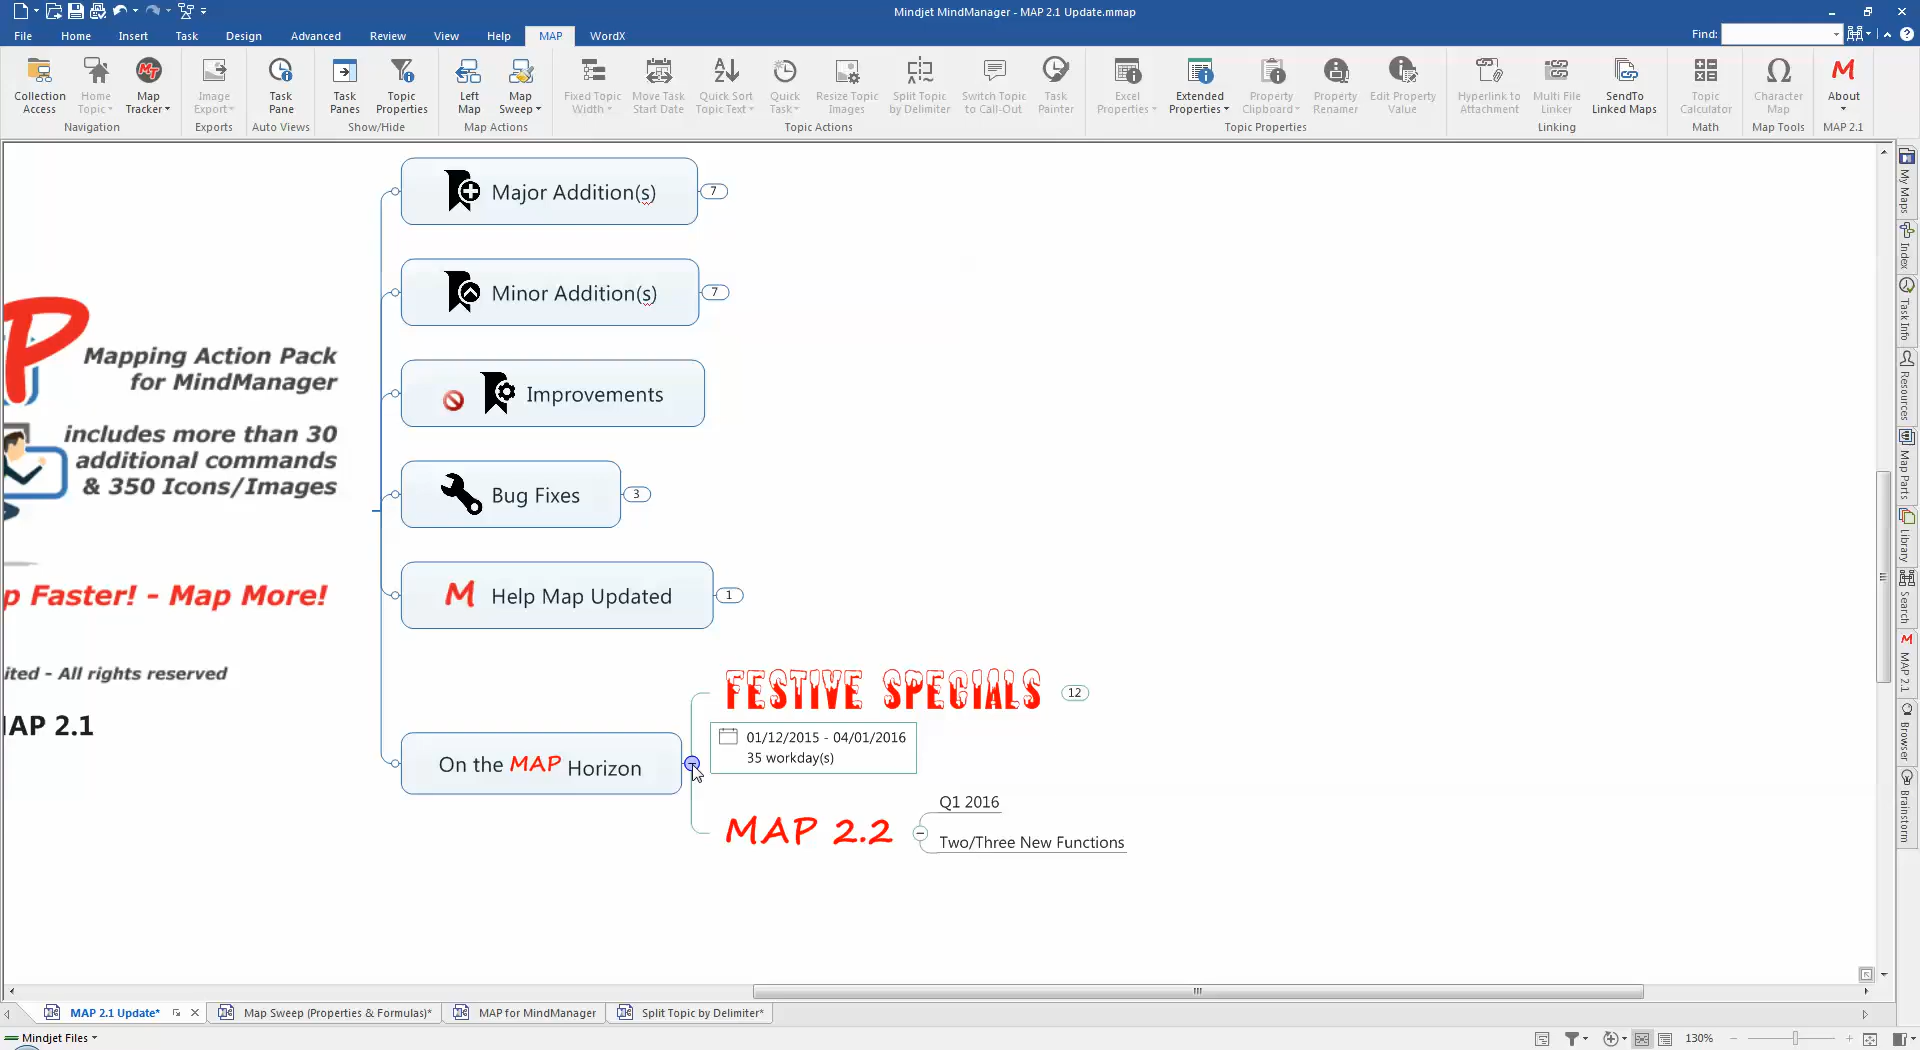 Mindjet MindManager - MAP 2.1 Update.mmap
File Home Insert Task Design Advanced Review View Help MAP WordX
Find:
Collection Access
Home Topic
Map Tracker
Navigation
Image Export
Exports
Task Pane
Auto Views
Task Panes
Topic Properties
Show/Hide
Left Map
Map Sweep
Map Actions
Fixed Topic Width
Move Task Start Date
Quick Sort Topic Text
Quick Task
Resize Topic Images
Split Topic by Delimiter
Switch Topic to Call-Out
Task Painter
Topic Actions
Excel Properties
Extended Properties
Property Clipboard
Property Renamer
Edit Property Value
Topic Properties
Hyperlink to Attachment
Multi File Linker
SendTo Linked Maps
Linking
Topic Calculator
Math
Character Map
Map Tools
About
MAP 2.1
P
Mapping Action Pack
for MindManager
includes more than 30
additional commands
& 350 Icons/Images
p Faster! - Map More!
ited - All rights reserved
MAP 2.1
Major Addition(s) 7
Minor Addition(s) 7
Improvements
Bug Fixes 3
M Help Map Updated 1
On the MAP Horizon
FESTIVE SPECIALS 12
01/12/2015 - 04/01/2016
35 workday(s)
MAP 2.2
Q1 2016
Two/Three New Functions
My Maps
Index
Task Info
Resources
Map Parts
Library
Search
MAP 2.1
Browser
Brainstorm
MAP 2.1 Update*
Map Sweep (Properties & Formulas)*
MAP for MindManager
Split Topic by Delimiter*
Mindjet Files
130%